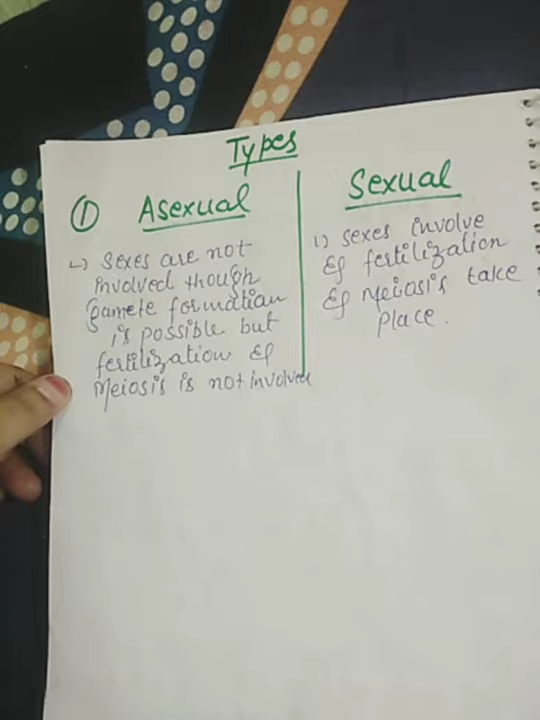 Types
① Asexual
↳ Sexes are not
involved though
gamete formation
is possible but
fertilization &
Meiosis is not involved
Sexual
1) Sexes involve
& fertilization
& Meiosis take
place.